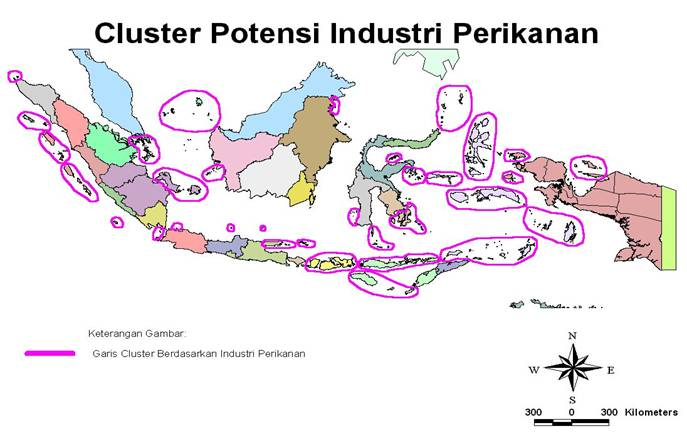 Cluster Potensi Industri Perikanan
Keterangan Gambar:
Garis Cluster Berdasarkan Industri Perikanan
N
W E
S
300 0 300 Kilometers